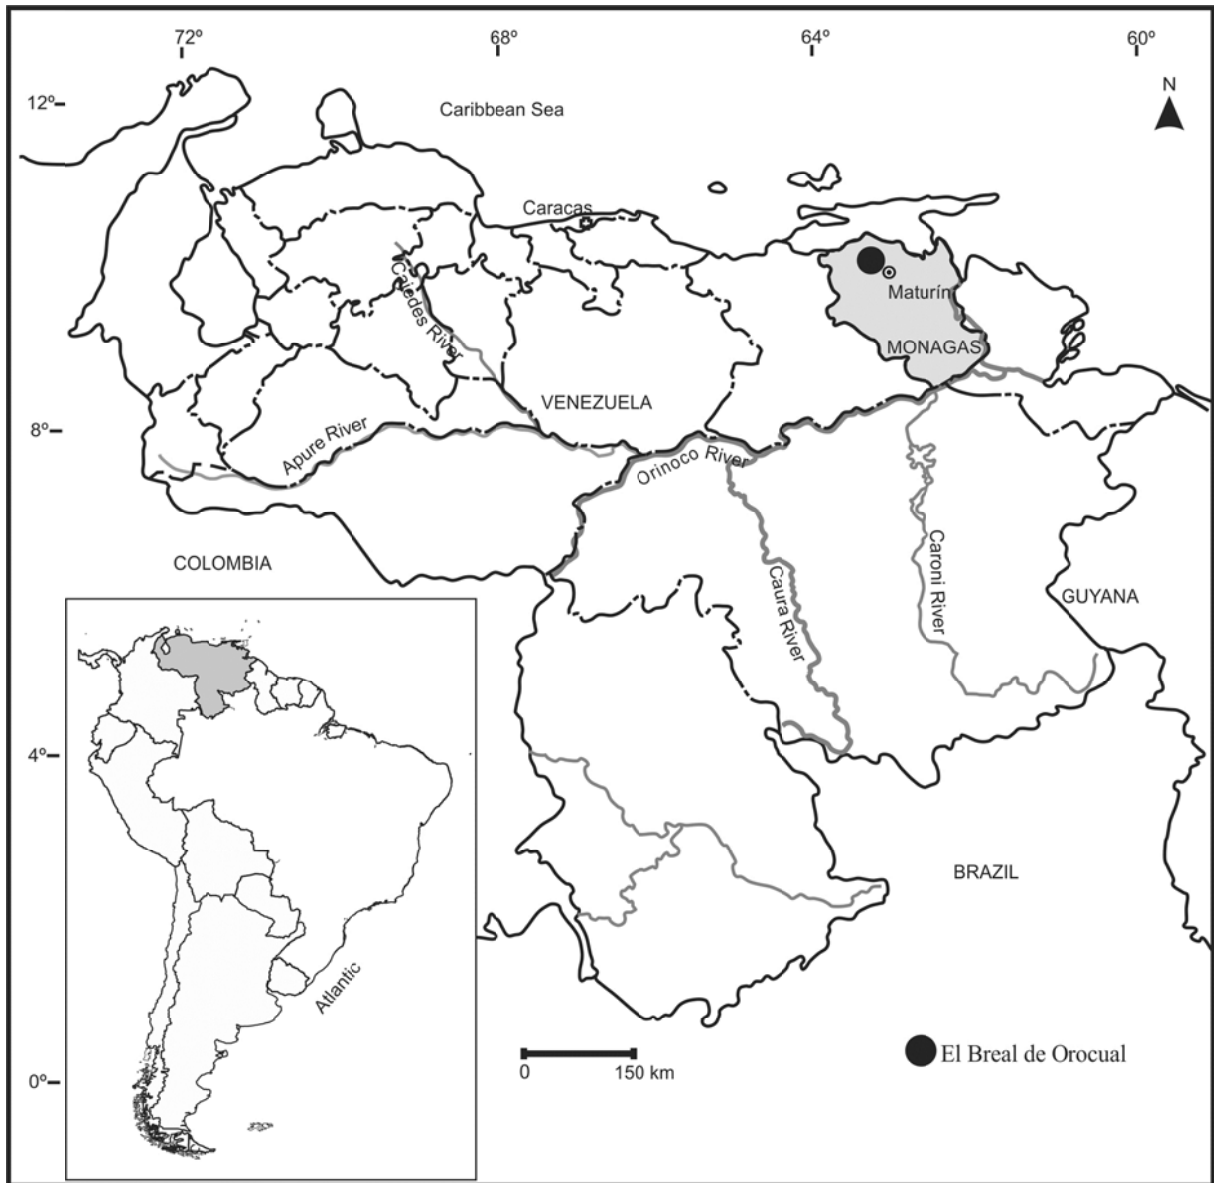 72º
68º
64º
60º
N
12º
Caribbean Sea
Caracas
Maturín
Cojedes River
MONAGAS
VENEZUELA
8º
Apure River
Orinoco River
COLOMBIA
Caura River
Caroni River
GUYANA
4º
BRAZIL
Atlantic
0º
0
150 km
El Breal de Orocual